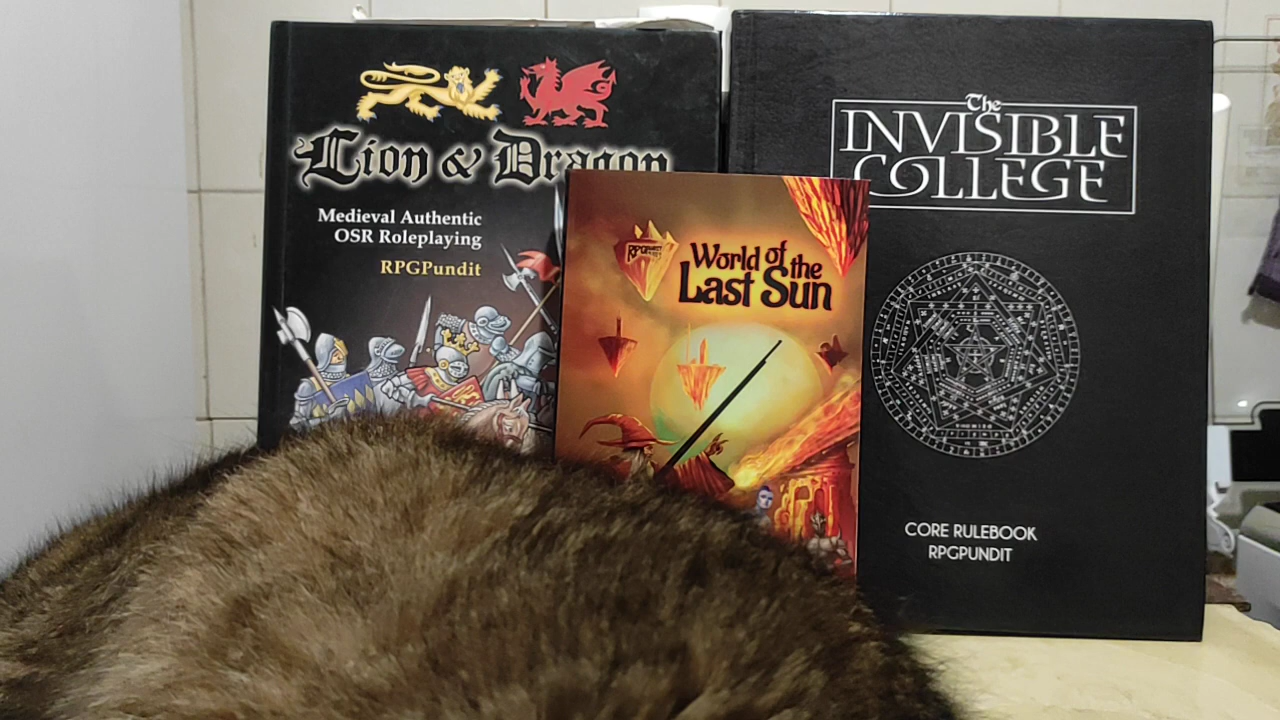 Lion & Dragon
Medieval Authentic
OSR Roleplaying
RPGPundit
World of the
Last Sun
The
INVISIBLE
COLLEGE
CORE RULEBOOK
RPGPUNDIT